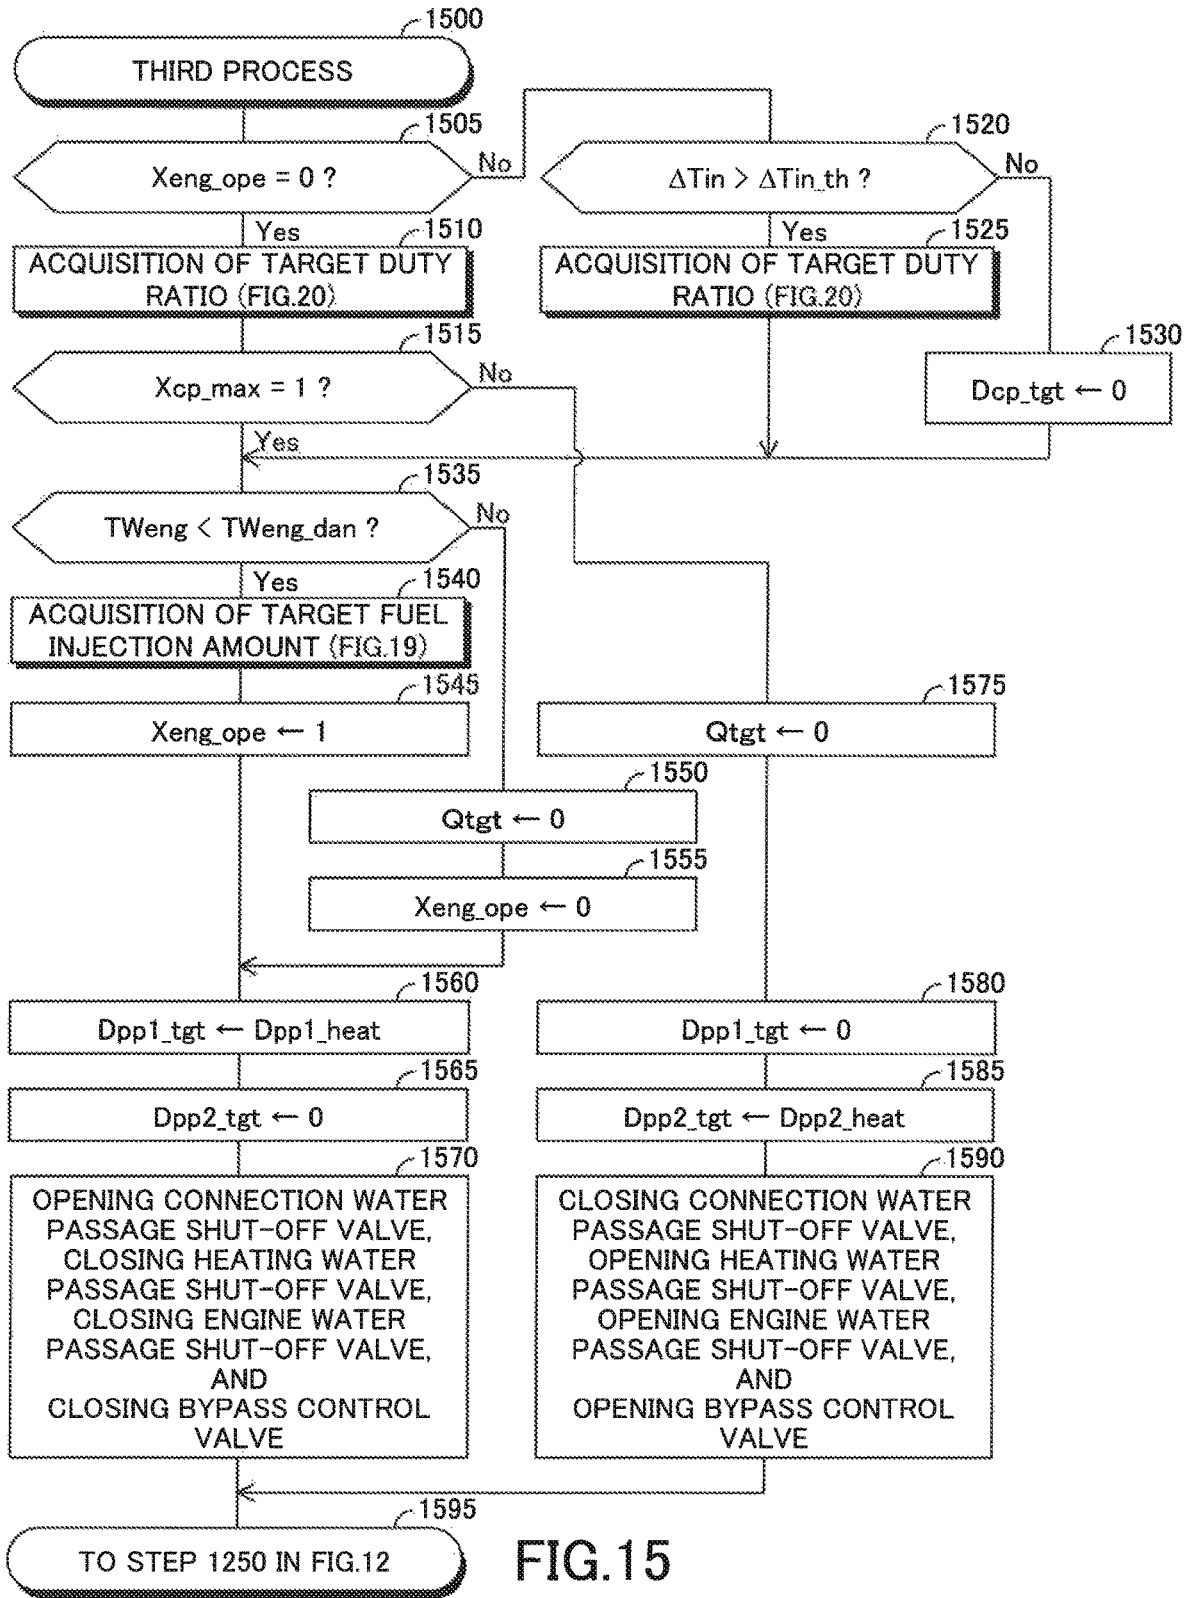 1500
THIRD PROCESS
1505
Xeng_ope = 0 ?
No
Yes
1520
ΔTin > ΔTin_th ?
No
Yes
1510
ACQUISITION OF TARGET DUTY
RATIO (FIG.20)
1525
ACQUISITION OF TARGET DUTY
RATIO (FIG.20)
1515
Xcp_max = 1 ?
No
Yes
1530
Dcp_tgt ← 0
1535
TWeng < TWeng_dan ?
No
Yes
1540
ACQUISITION OF TARGET FUEL
INJECTION AMOUNT (FIG.19)
1545
Xeng_ope ← 1
1575
Qtgt ← 0
1550
Qtgt ← 0
1555
Xeng_ope ← 0
1560
Dpp1_tgt ← Dpp1_heat
1580
Dpp1_tgt ← 0
1565
Dpp2_tgt ← 0
1585
Dpp2_tgt ← Dpp2_heat
1570
OPENING CONNECTION WATER
PASSAGE SHUT-OFF VALVE,
CLOSING HEATING WATER
PASSAGE SHUT-OFF VALVE,
CLOSING ENGINE WATER
PASSAGE SHUT-OFF VALVE,
AND
CLOSING BYPASS CONTROL
VALVE
1590
CLOSING CONNECTION WATER
PASSAGE SHUT-OFF VALVE,
OPENING HEATING WATER
PASSAGE SHUT-OFF VALVE,
OPENING ENGINE WATER
PASSAGE SHUT-OFF VALVE,
AND
OPENING BYPASS CONTROL
VALVE
1595
TO STEP 1250 IN FIG.12
FIG.15